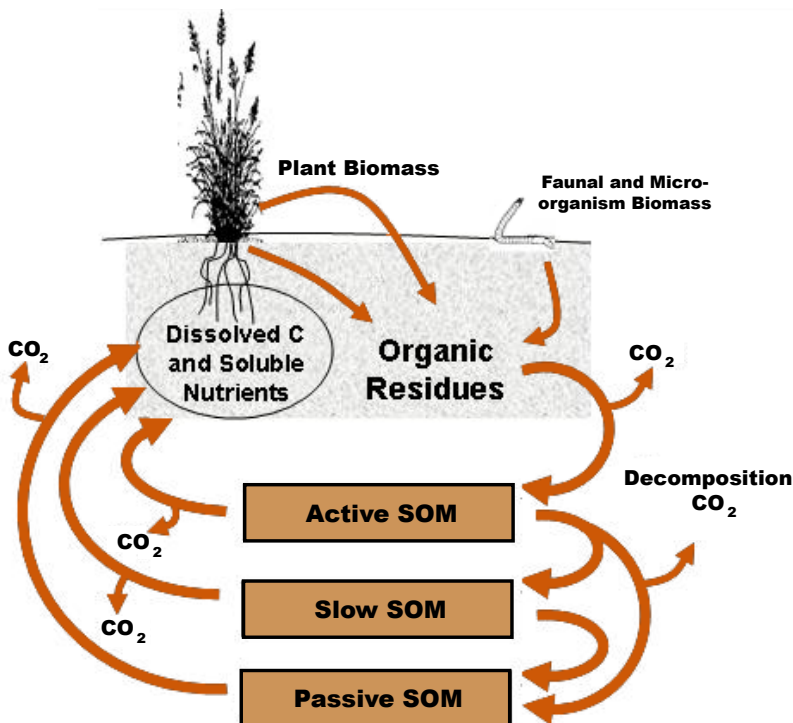 Plant Biomass
Faunal and Micro-
organism Biomass
Dissolved C
and Soluble
Nutrients
Organic
Residues
CO2
CO2
Decomposition
CO2
Active SOM
CO2
Slow SOM
CO2
Passive SOM